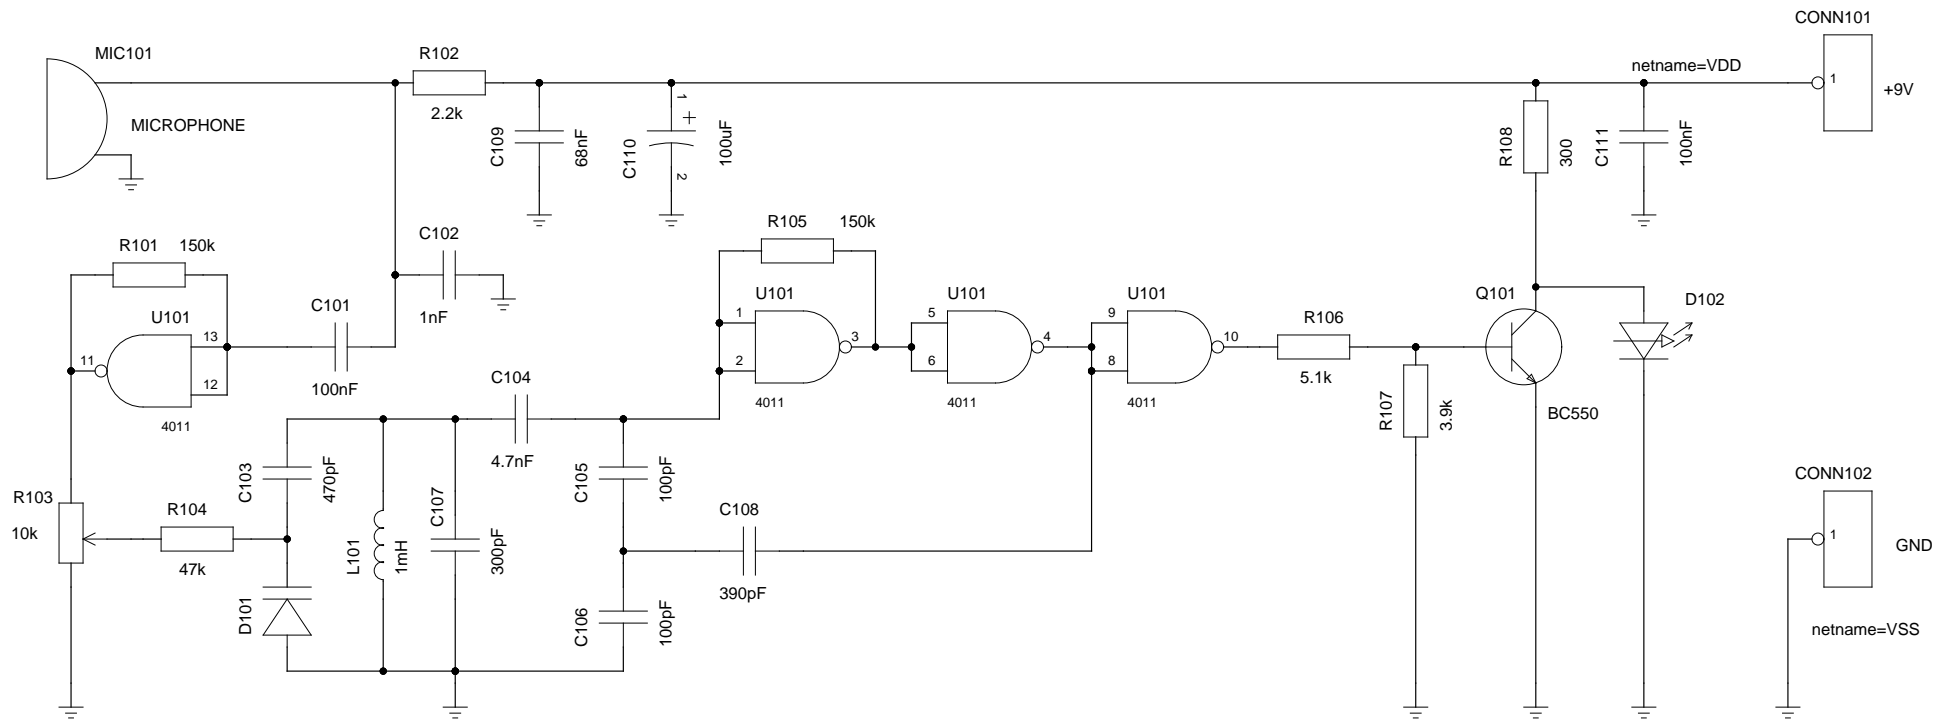 CONN101
MIC101
R102
netname=VDD
1
+9V
MICROPHONE
2.2k
C109
68nF
1
+
C110
100uF
2
R108
300
C111
100nF
R105 150k
R101 150k
C102
1nF
C101
100nF
U101
13
11
12
4011
U101
1
2
3
4011
U101
5
6
4
4011
U101
9
8
10
4011
R106
5.1k
Q101
BC550
D102
R107
3.9k
C104
4.7nF
C103
470pF
C107
300pF
C105
100pF
R103
10k
R104
47k
L101
1mH
C108
390pF
D101
C106
100pF
CONN102
1
GND
netname=VSS